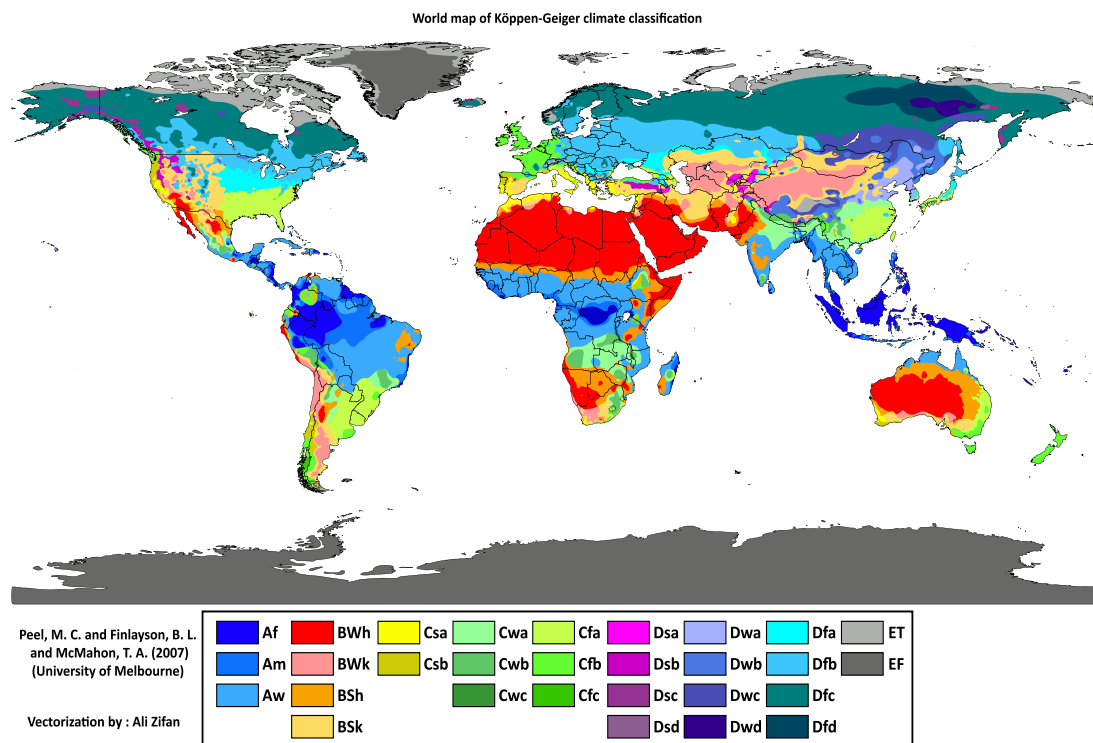 World map of Köppen-Geiger climate classification
Peel, M. C. and Finlayson, B. L.
and McMahon, T. A. (2007)
(University of Melbourne)
Vectorization by : Ali Zifan
Af BWh Csa Cwa Cfa Dsa Dwa Dfa ET
Am BWk Csb Cwb Cfb Dsb Dwb Dfb EF
Aw BSh Cwc Cfc Dsc Dwc Dfc
BSk Dsd Dwd Dfd